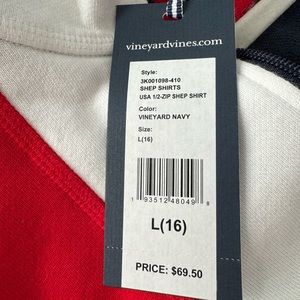 vineyardvines.com
Style:
3K001098-410
SHEP SHIRTS
USA 1/2-ZIP SHEP SHIRT
Color:
VINEYARD NAVY
Size:
L(16)
1 93512 48049 8
L(16)
PRICE: $69.50